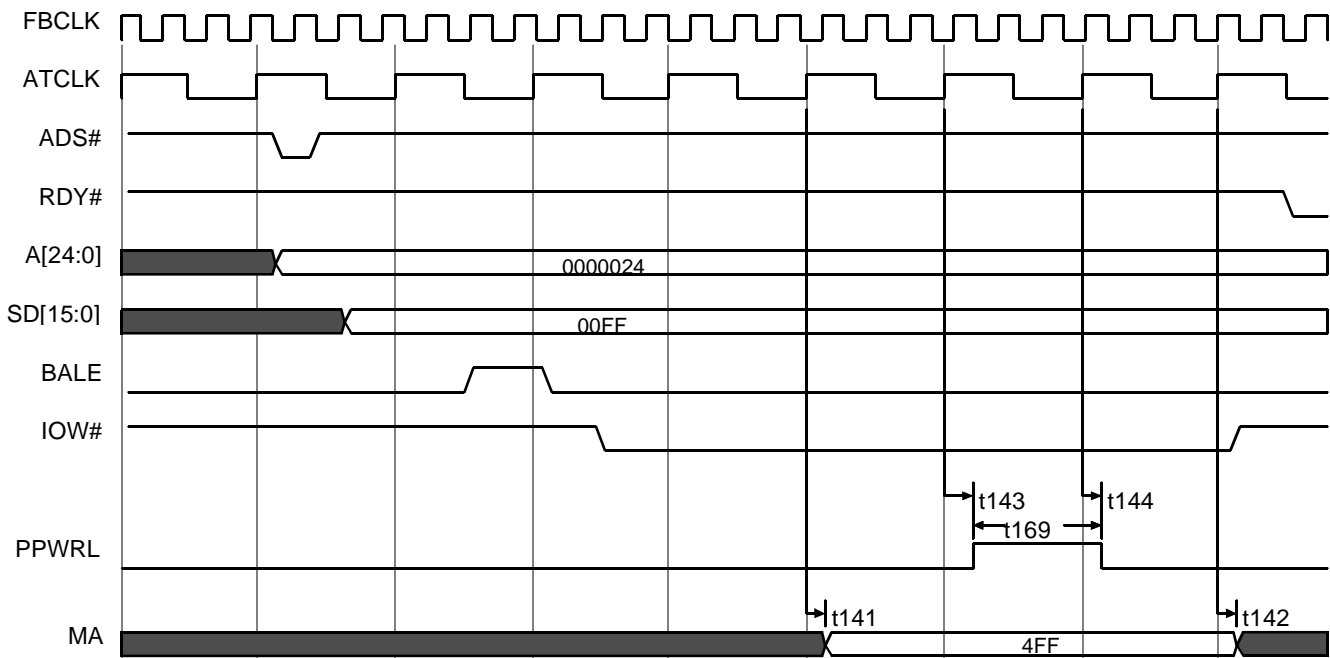 FBCLK
ATCLK
ADS#
RDY#
A[24:0]
0000024
SD[15:0]
00FF
BALE
IOW#
t143
t144
t169
PPWRL
t141
t142
MA
4FF